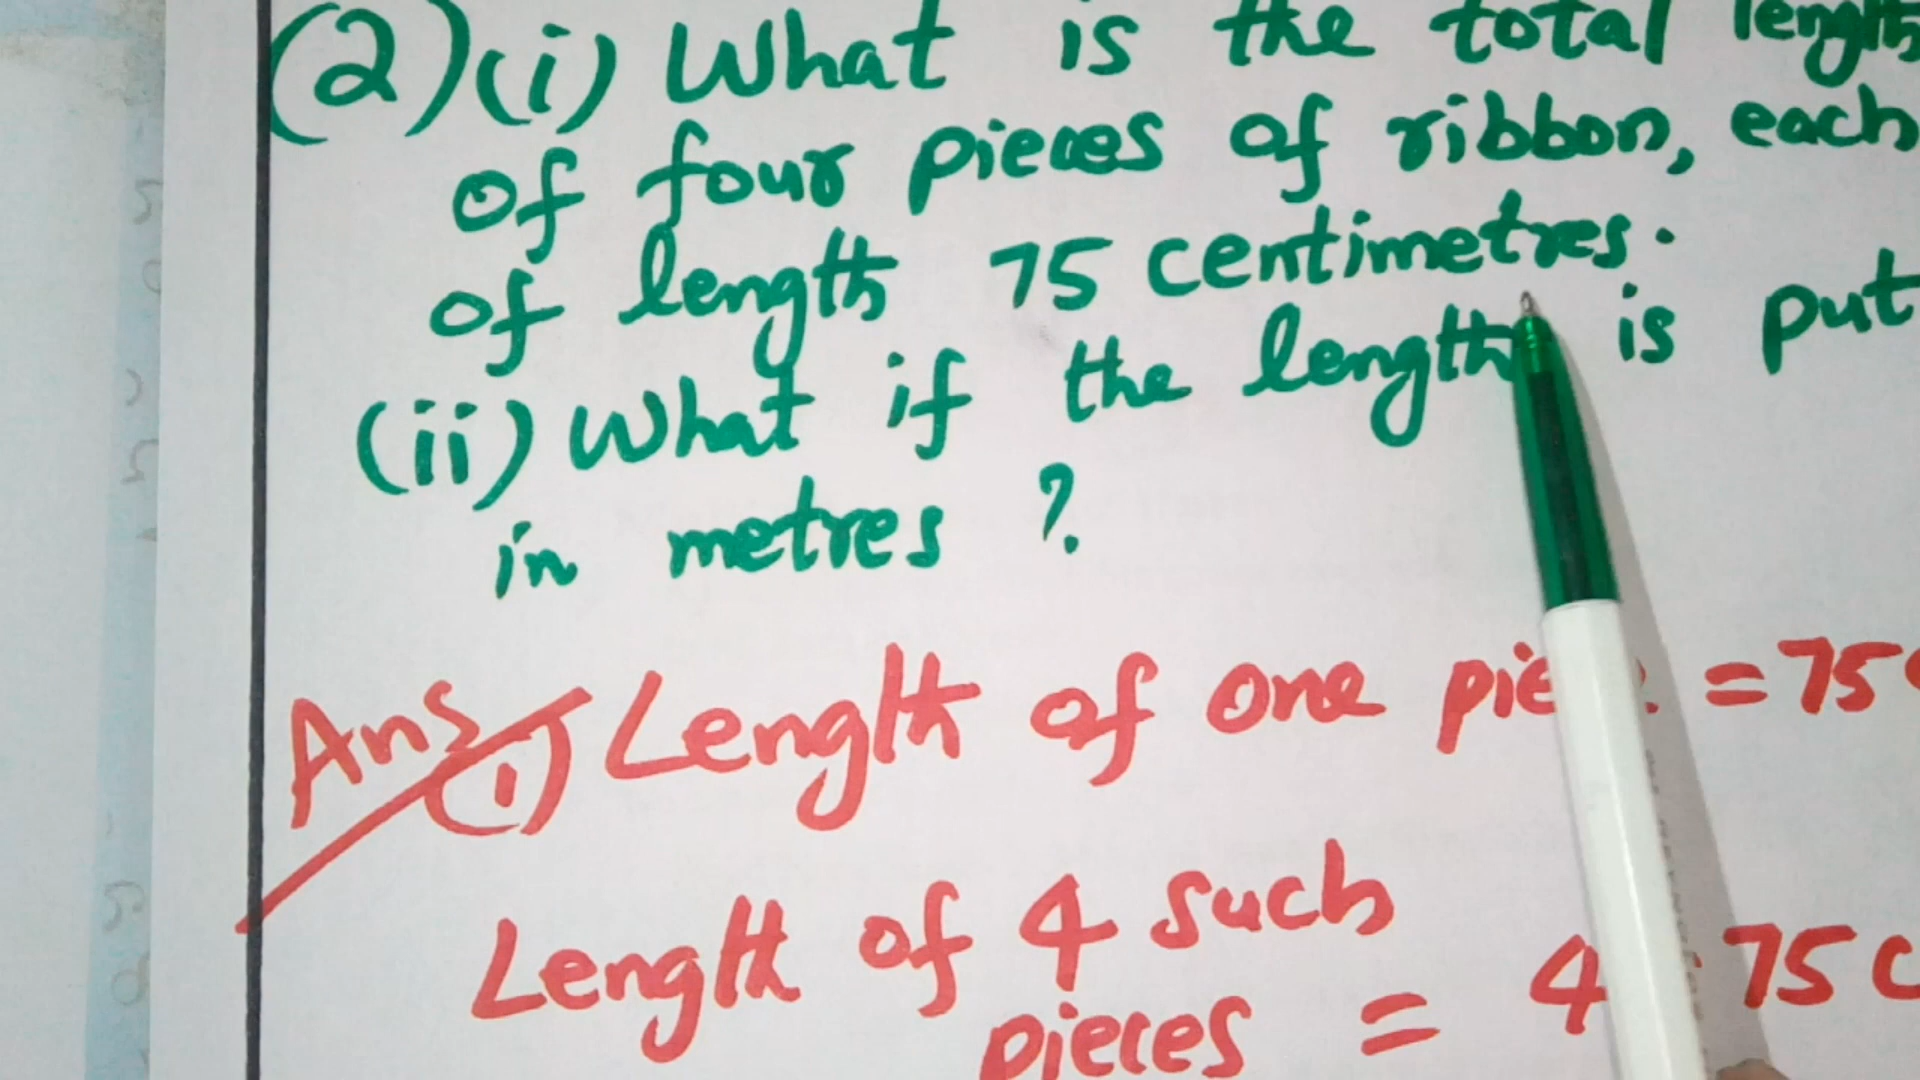 (2)(i) What is the total length
of four pieces of ribbon, each
of length 75 centimetres.
(ii) What if the length is put
in metres ?
Ans (i) Length of one = 75
Length of 4 such
pieces = 4 75 c